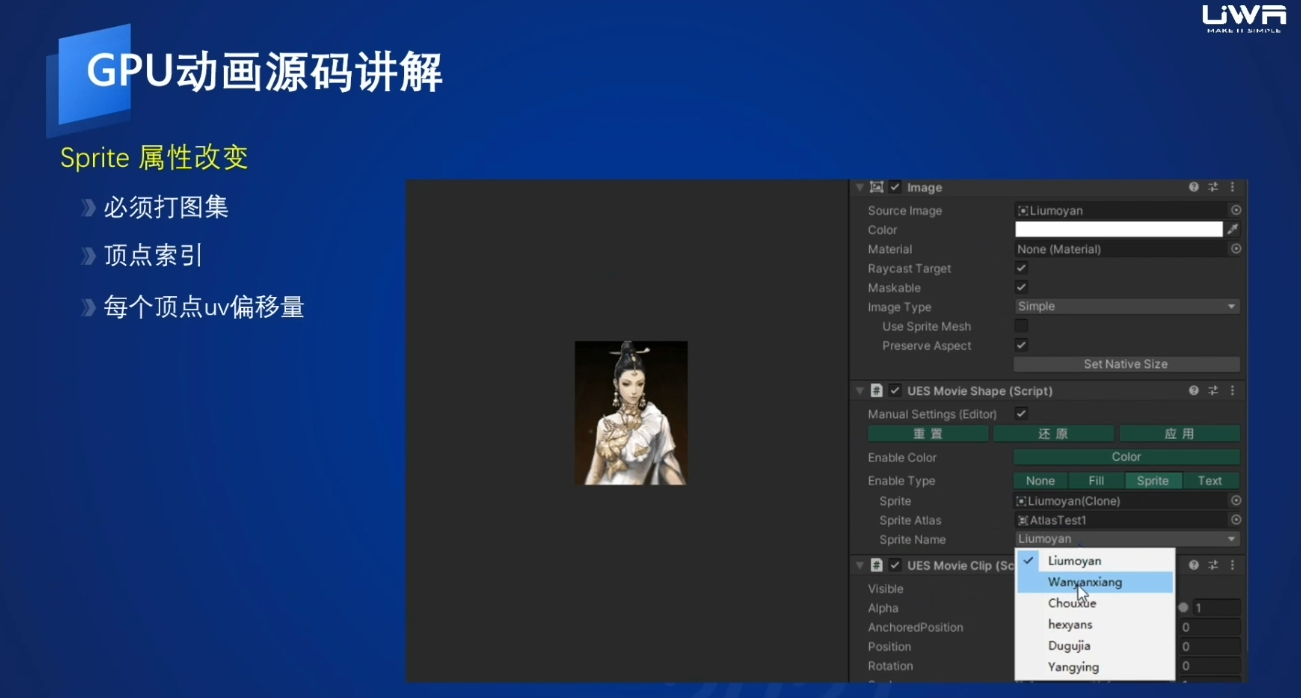 UWA
MAKE IT SIMPLE
GPU动画源码讲解
Sprite 属性改变
必须打图集
顶点索引
每个顶点uv偏移量
Image
Source Image Liumoyan
Color
Material None (Material)
Raycast Target
Maskable
Image Type Simple
Use Sprite Mesh
Preserve Aspect
Set Native Size
UES Movie Shape (Script)
Manual Settings (Editor)
重 置 还 原 应 用
Enable Color Color
Enable Type None Fill Sprite Text
Sprite Liumoyan(Clone)
Sprite Atlas AtlasTest1
Sprite Name Liumoyan
Liumoyan
UES Movie Clip (Sc
Wanyanxiang
Visible
Chouxue
Alpha 1
hexyans
AnchoredPosition 0
Dugujia
Position 0
Yangying
Rotation 0